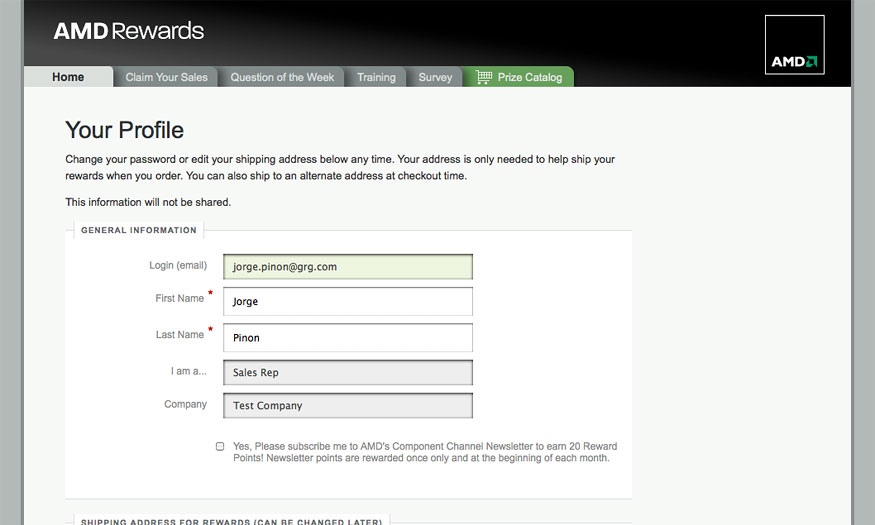 AMD Rewards
AMD
Home
Claim Your Sales
Question of the Week
Training
Survey
Prize Catalog
Your Profile
Change your password or edit your shipping address below any time. Your address is only needed to help ship your
rewards when you order. You can also ship to an alternate address at checkout time.
This information will not be shared.
GENERAL INFORMATION
Login (email)
jorge.pinon@grg.com
First Name *
Jorge
Last Name *
Pinon
I am a...
Sales Rep
Company
Test Company
Yes, Please subscribe me to AMD's Component Channel Newsletter to earn 20 Reward
Points! Newsletter points are rewarded once only and at the beginning of each month.
SHIPPING ADDRESS FOR REWARDS (CAN BE CHANGED LATER)